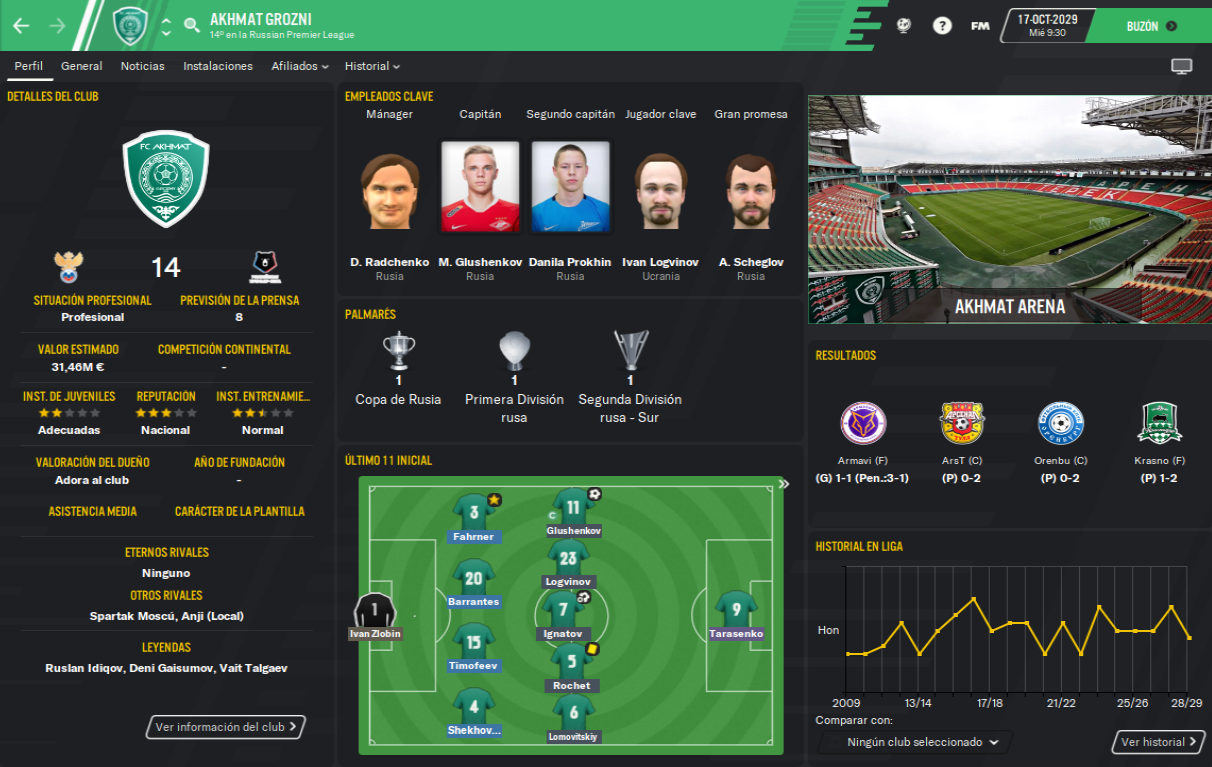 AKHMAT GROZNI
14º en la Russian Premier League
?
FM
17-OCT-2029
Mié 9:30
BUZÓN
Perfil General Noticias Instalaciones Afiliados Historial
DETALLES DEL CLUB
FC AKHMAT
GROZNY
14
SITUACIÓN PROFESIONAL PREVISIÓN DE LA PRENSA
Profesional 8
VALOR ESTIMADO COMPETICIÓN CONTINENTAL
31,46M € -
INST. DE JUVENILES REPUTACIÓN INST. ENTRENAMIE...
Adecuadas Nacional Normal
VALORACIÓN DEL DUEÑO AÑO DE FUNDACIÓN
Adora al club -
ASISTENCIA MEDIA CARÁCTER DE LA PLANTILLA
ETERNOS RIVALES
Ninguno
OTROS RIVALES
Spartak Moscú, Anji (Local)
LEYENDAS
Ruslan Idiqov, Deni Gaisumov, Vait Talgaev
Ver información del club
EMPLEADOS CLAVE
Mánager Capitán Segundo capitán Jugador clave Gran promesa
D. Radchenko M. Glushenkov Danila Prokhin Ivan Logvinov A. Scheglov
Rusia Rusia Rusia Ucrania Rusia
PALMARÉS
1 1 1
Copa de Rusia Primera División Segunda División
rusa rusa - Sur
ÚLTIMO 11 INICIAL
3
Fahrner
C 11
Glushenkov
20
Barrantes
23
Logvinov
1
Ivan Zlobin
7
Ignatov
9
Tarasenko
15
Timofeev
5
Rochet
4
Shekhov...
6
Lomovitskiy
AKHMAT ARENA
RESULTADOS
Armavi (F) ArsT (C) Orenbu (C) Krasno (F)
(G) 1-1 (Pen.:3-1) (P) 0-2 (P) 0-2 (P) 1-2
HISTORIAL EN LIGA
Hon
2009 13/14 17/18 21/22 25/26 28/29
Comparar con:
Ningún club seleccionado
Ver historial